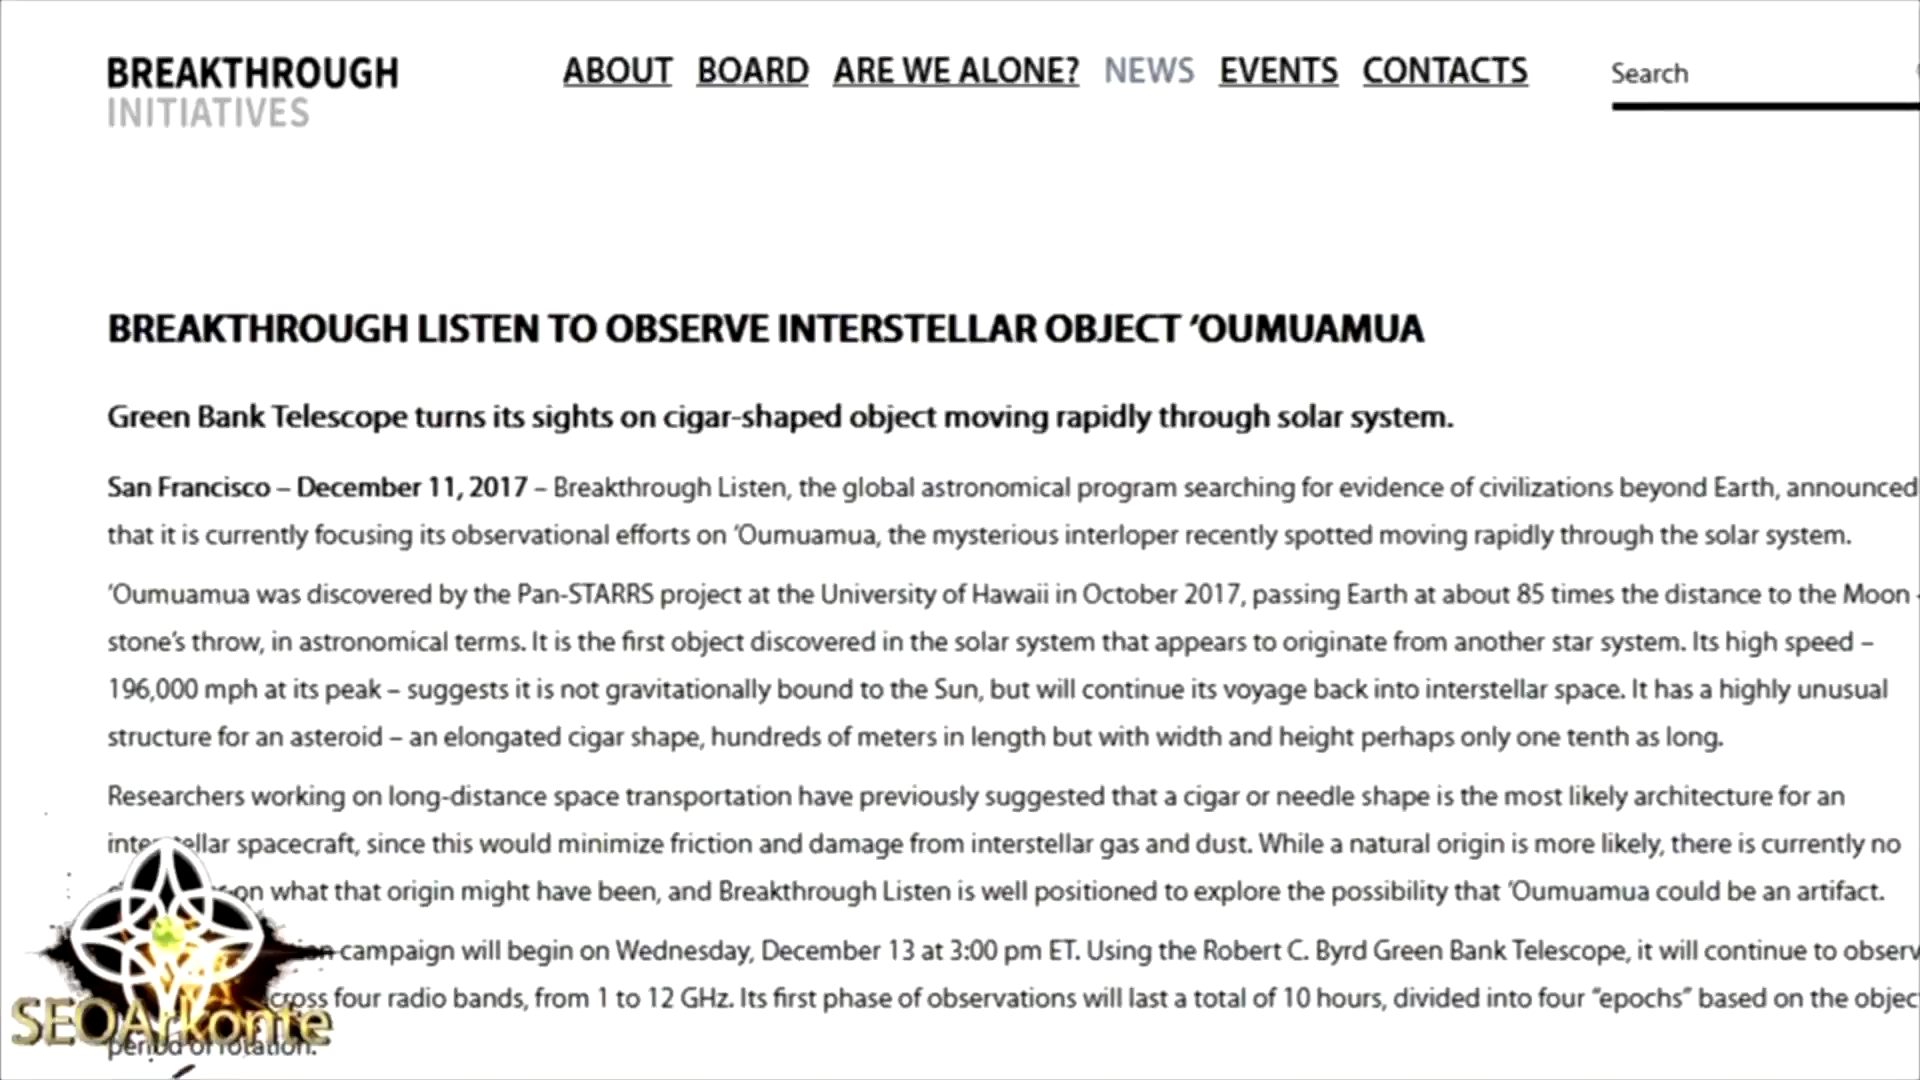 BREAKTHROUGH
INITIATIVES
ABOUT BOARD ARE WE ALONE? NEWS EVENTS CONTACTS
Search
BREAKTHROUGH LISTEN TO OBSERVE INTERSTELLAR OBJECT ‘OUMUAMUA
Green Bank Telescope turns its sights on cigar-shaped object moving rapidly through solar system.
San Francisco – December 11, 2017 – Breakthrough Listen, the global astronomical program searching for evidence of civilizations beyond Earth, announced
that it is currently focusing its observational efforts on ‘Oumuamua, the mysterious interloper recently spotted moving rapidly through the solar system.
‘Oumuamua was discovered by the Pan-STARRS project at the University of Hawaii in October 2017, passing Earth at about 85 times the distance to the Moon -
stone’s throw, in astronomical terms. It is the first object discovered in the solar system that appears to originate from another star system. Its high speed –
196,000 mph at its peak – suggests it is not gravitationally bound to the Sun, but will continue its voyage back into interstellar space. It has a highly unusual
structure for an asteroid – an elongated cigar shape, hundreds of meters in length but with width and height perhaps only one tenth as long.
Researchers working on long-distance space transportation have previously suggested that a cigar or needle shape is the most likely architecture for an
spacecraft, since this would minimize friction and damage from interstellar gas and dust. While a natural origin is more likely, there is currently no
on what that origin might have been, and Breakthrough Listen is well positioned to explore the possibility that ‘Oumuamua could be an artifact.
campaign will begin on Wednesday, December 13 at 3:00 pm ET. Using the Robert C. Byrd Green Bank Telescope, it will continue to observ
four radio bands, from 1 to 12 GHz. Its first phase of observations will last a total of 10 hours, divided into four “epochs” based on the objec
period of rotation.
SEOArkonte